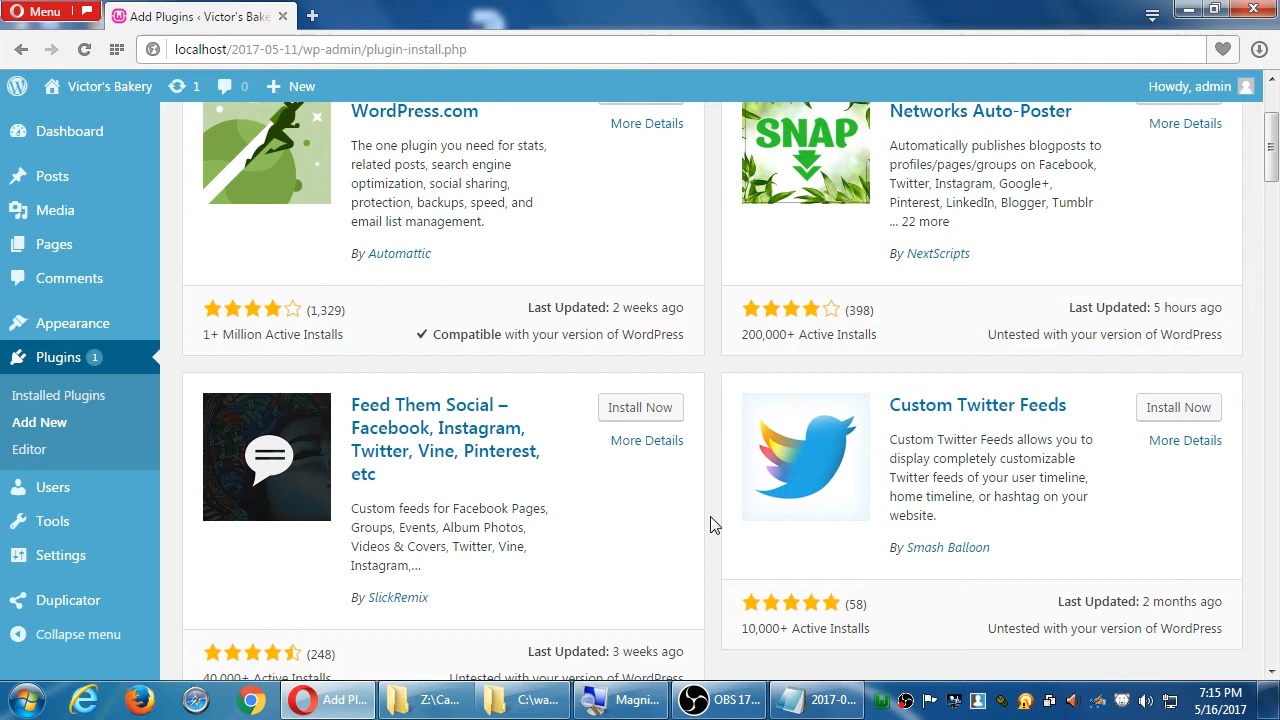 Menu
Add Plugins ‹ Victor's Bake
localhost/2017-05-11/wp-admin/plugin-install.php
Victor's Bakery
1
0
New
Howdy, admin
Dashboard
Posts
Media
Pages
Comments
Appearance
Plugins 1
Installed Plugins
Add New
Editor
Users
Tools
Settings
Duplicator
Collapse menu
WordPress.com
More Details
The one plugin you need for stats,
related posts, search engine
optimization, social sharing,
protection, backups, speed, and
email list management.
By Automattic
(1,329)
Last Updated: 2 weeks ago
1+ Million Active Installs
Compatible with your version of WordPress
SNAP
Networks Auto-Poster
More Details
Automatically publishes blogposts to
profiles/pages/groups on Facebook,
Twitter, Instagram, Google+,
Pinterest, LinkedIn, Blogger, Tumblr
... 22 more
By NextScripts
(398)
Last Updated: 5 hours ago
200,000+ Active Installs
Untested with your version of WordPress
Feed Them Social –
Facebook, Instagram,
Twitter, Vine, Pinterest,
etc
Install Now
More Details
Custom feeds for Facebook Pages,
Groups, Events, Album Photos,
Videos & Covers, Twitter, Vine,
Instagram,...
By SlickRemix
(248)
Last Updated: 3 weeks ago
40,000+ Active Installs
Untested with your version of WordPress
Custom Twitter Feeds
Install Now
More Details
Custom Twitter Feeds allows you to
display completely customizable
Twitter feeds of your user timeline,
home timeline, or hashtag on your
website.
By Smash Balloon
(58)
Last Updated: 2 months ago
10,000+ Active Installs
Untested with your version of WordPress
Add Pl...
Z:\Ca...
C:\wa...
Magni...
OBS 17...
2017-0...
7:15 PM
5/16/2017